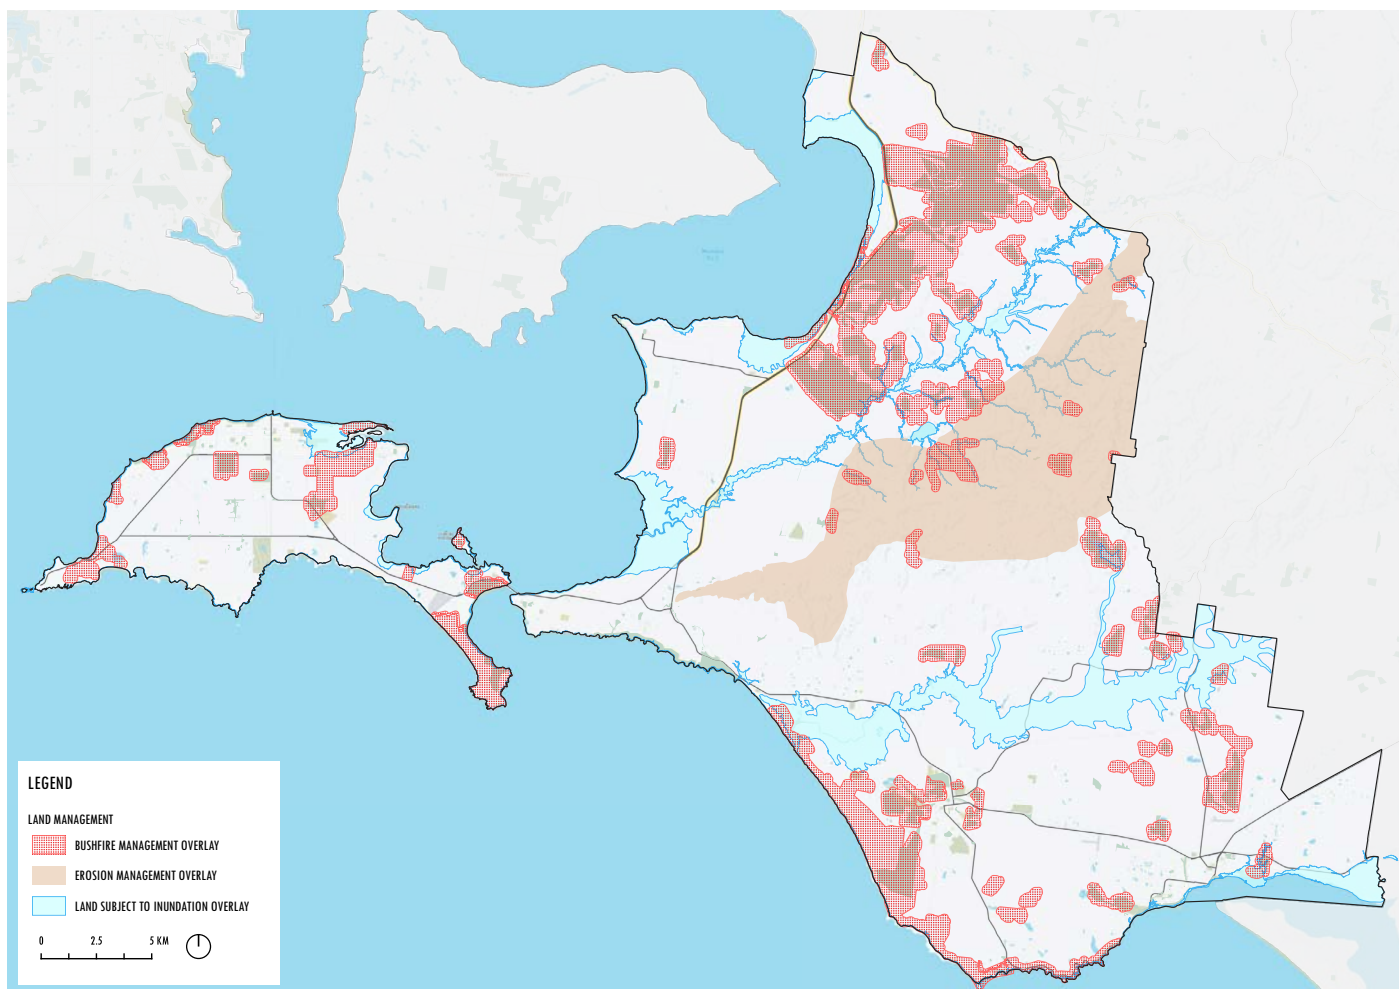 LEGEND
LAND MANAGEMENT
BUSHFIRE MANAGEMENT OVERLAY
EROSION MANAGEMENT OVERLAY
LAND SUBJECT TO INUNDATION OVERLAY
0 2.5 5 KM